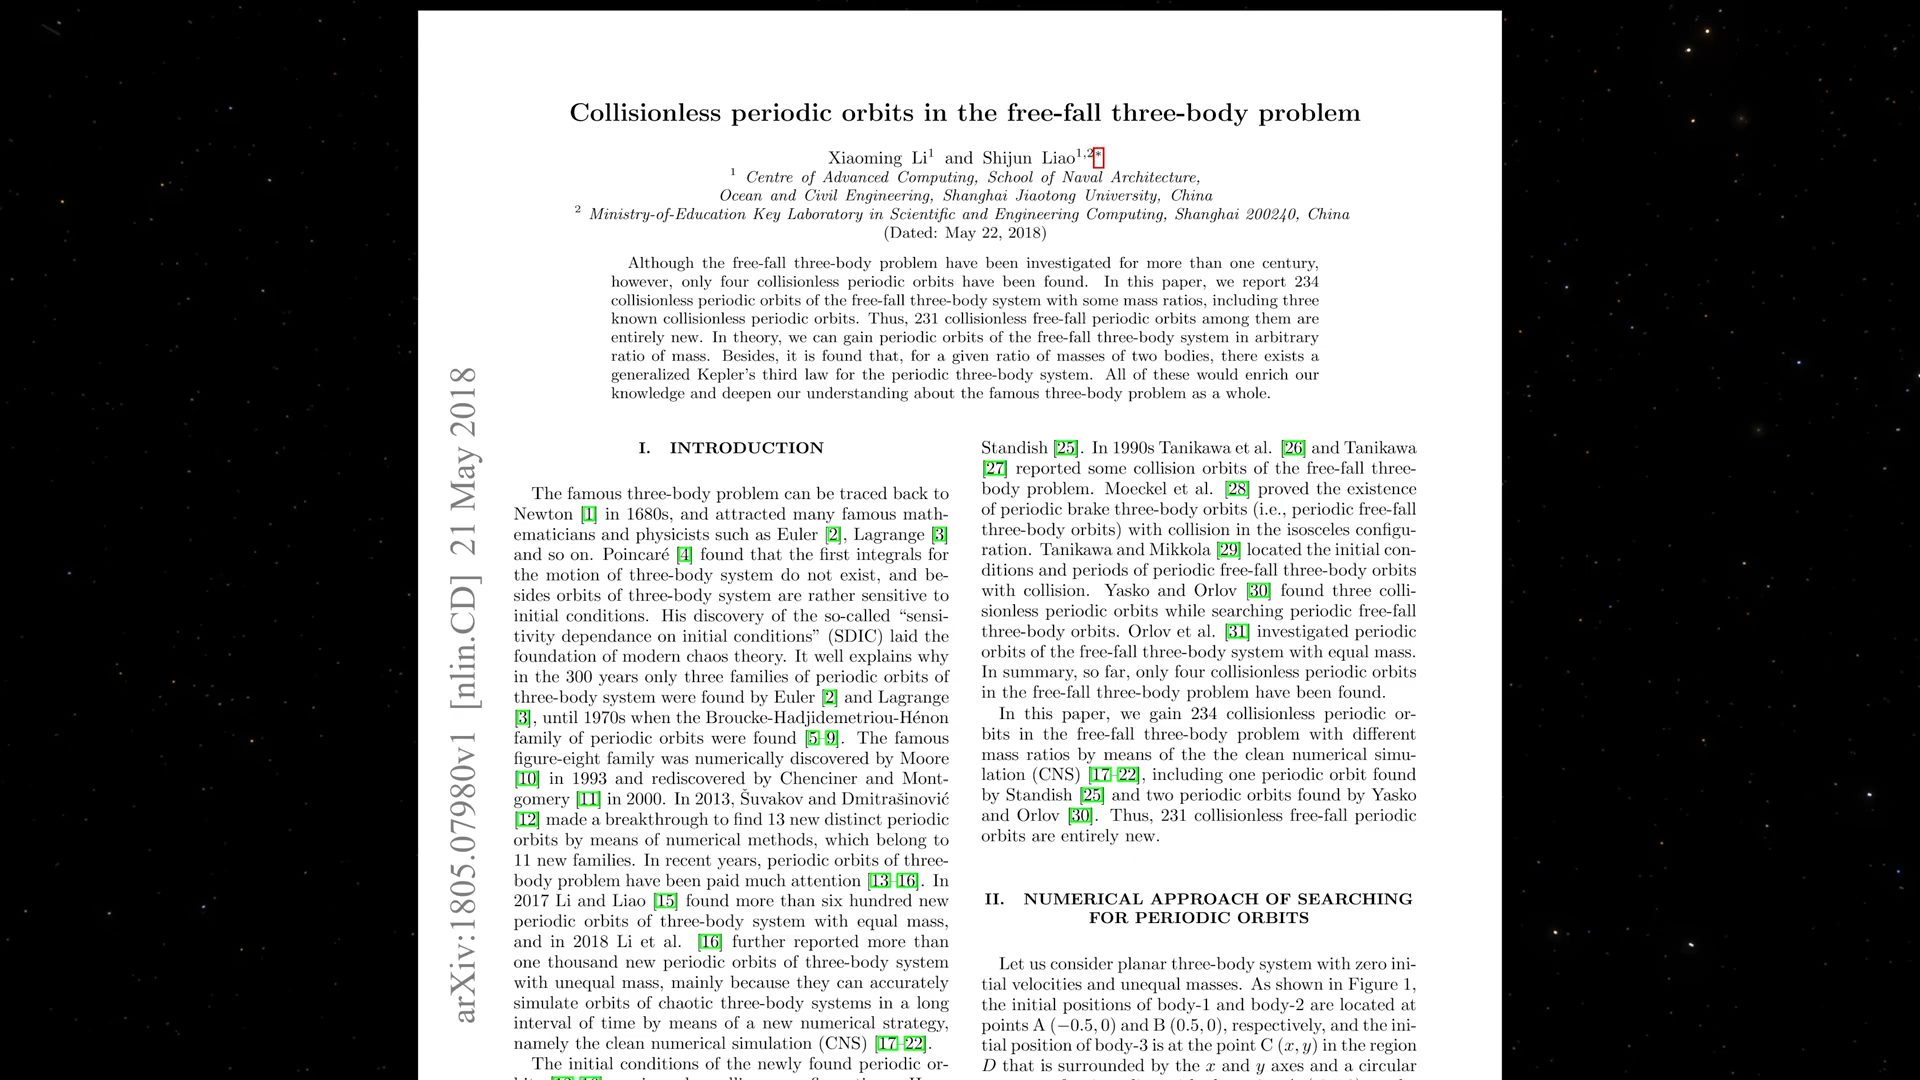 Collisionless periodic orbits in the free-fall three-body problem
Xiaoming Li1 and Shijun Liao1,2*
1 Centre of Advanced Computing, School of Naval Architecture,
Ocean and Civil Engineering, Shanghai Jiaotong University, China
2 Ministry-of-Education Key Laboratory in Scientific and Engineering Computing, Shanghai 200240, China
(Dated: May 22, 2018)
Although the free-fall three-body problem have been investigated for more than one century,
however, only four collisionless periodic orbits have been found. In this paper, we report 234
collisionless periodic orbits of the free-fall three-body system with some mass ratios, including three
known collisionless periodic orbits. Thus, 231 collisionless free-fall periodic orbits among them are
entirely new. In theory, we can gain periodic orbits of the free-fall three-body system in arbitrary
ratio of mass. Besides, it is found that, for a given ratio of masses of two bodies, there exists a
generalized Kepler's third law for the periodic three-body system. All of these would enrich our
knowledge and deepen our understanding about the famous three-body problem as a whole.
arXiv:1805.07980v1 [nlin.CD] 21 May 2018
I. INTRODUCTION
The famous three-body problem can be traced back to
Newton [1] in 1680s, and attracted many famous math-
ematicians and physicists such as Euler [2], Lagrange [3]
and so on. Poincaré [4] found that the first integrals for
the motion of three-body system do not exist, and be-
sides orbits of three-body system are rather sensitive to
initial conditions. His discovery of the so-called “sensi-
tivity dependance on initial conditions” (SDIC) laid the
foundation of modern chaos theory. It well explains why
in the 300 years only three families of periodic orbits of
three-body system were found by Euler [2] and Lagrange
[3], until 1970s when the Broucke-Hadjidemetriou-Hénon
family of periodic orbits were found [5–9]. The famous
figure-eight family was numerically discovered by Moore
[10] in 1993 and rediscovered by Chenciner and Mont-
gomery [11] in 2000. In 2013, Šuvakov and Dmitrašinović
[12] made a breakthrough to find 13 new distinct periodic
orbits by means of numerical methods, which belong to
11 new families. In recent years, periodic orbits of three-
body problem have been paid much attention [13–16]. In
2017 Li and Liao [15] found more than six hundred new
periodic orbits of three-body system with equal mass,
and in 2018 Li et al. [16] further reported more than
one thousand new periodic orbits of three-body system
with unequal mass, mainly because they can accurately
simulate orbits of chaotic three-body systems in a long
interval of time by means of a new numerical strategy,
namely the clean numerical simulation (CNS) [17–22].
The initial conditions of the newly found periodic or-
Standish [25]. In 1990s Tanikawa et al. [26] and Tanikawa
[27] reported some collision orbits of the free-fall three-
body problem. Moeckel et al. [28] proved the existence
of periodic brake three-body orbits (i.e., periodic free-fall
three-body orbits) with collision in the isosceles configu-
ration. Tanikawa and Mikkola [29] located the initial con-
ditions and periods of periodic free-fall three-body orbits
with collision. Yasko and Orlov [30] found three colli-
sionless periodic orbits while searching periodic free-fall
three-body orbits. Orlov et al. [31] investigated periodic
orbits of the free-fall three-body system with equal mass.
In summary, so far, only four collisionless periodic orbits
in the free-fall three-body problem have been found.
In this paper, we gain 234 collisionless periodic or-
bits in the free-fall three-body problem with different
mass ratios by means of the the clean numerical simu-
lation (CNS) [17–22], including one periodic orbit found
by Standish [25] and two periodic orbits found by Yasko
and Orlov [30]. Thus, 231 collisionless free-fall periodic
orbits are entirely new.
II. NUMERICAL APPROACH OF SEARCHING
FOR PERIODIC ORBITS
Let us consider planar three-body system with zero ini-
tial velocities and unequal masses. As shown in Figure 1,
the initial positions of body-1 and body-2 are located at
points A (−0.5, 0) and B (0.5, 0), respectively, and the ini-
tial position of body-3 is at the point C (x, y) in the region
D that is surrounded by the x and y axes and a circular